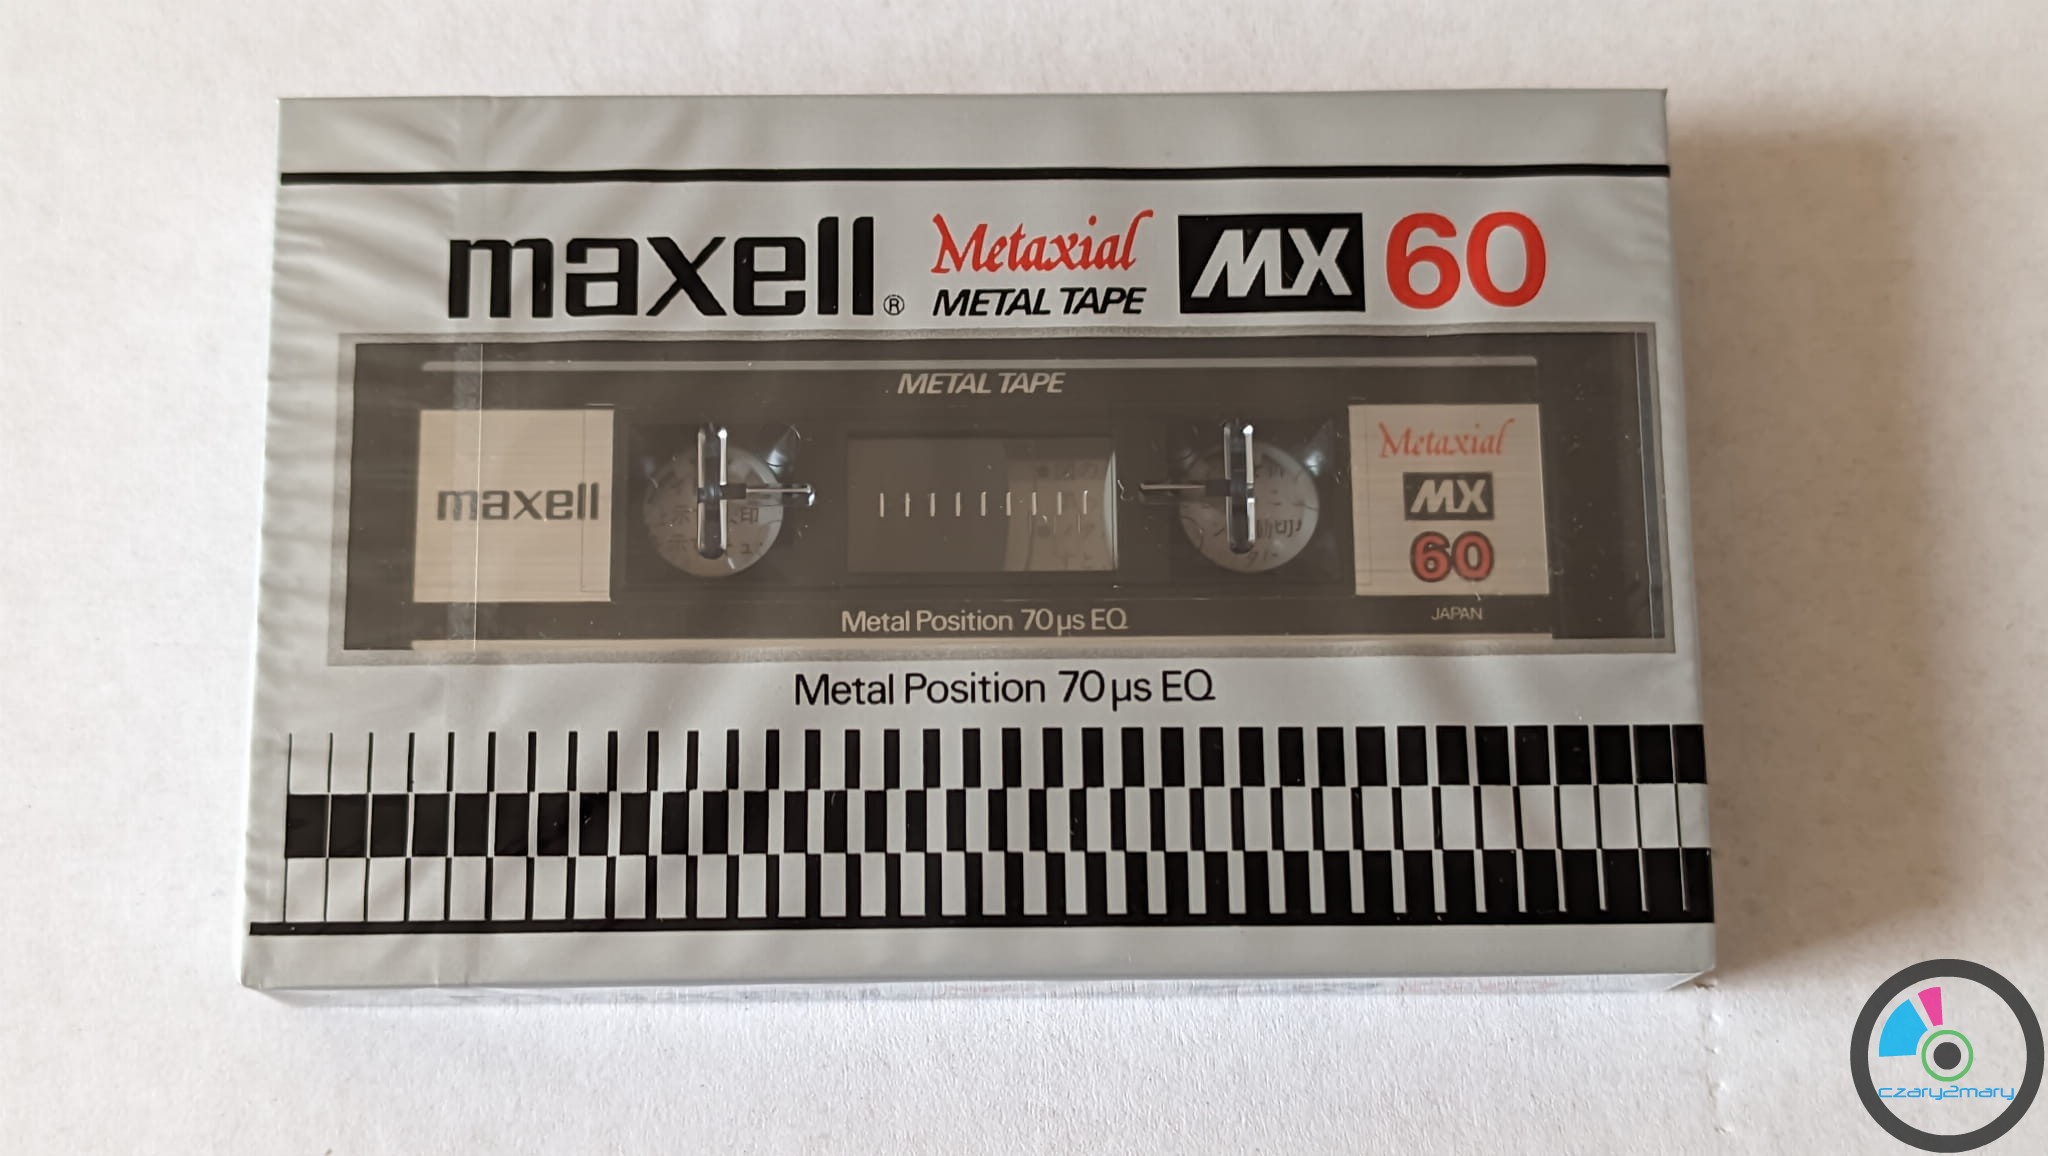 maxell® Metaxial MX 60
METAL TAPE
METAL TAPE
maxell
Metaxial
MX
60
Metal Position 70µs EQ
JAPAN
Metal Position 70µs EQ
czary2mary